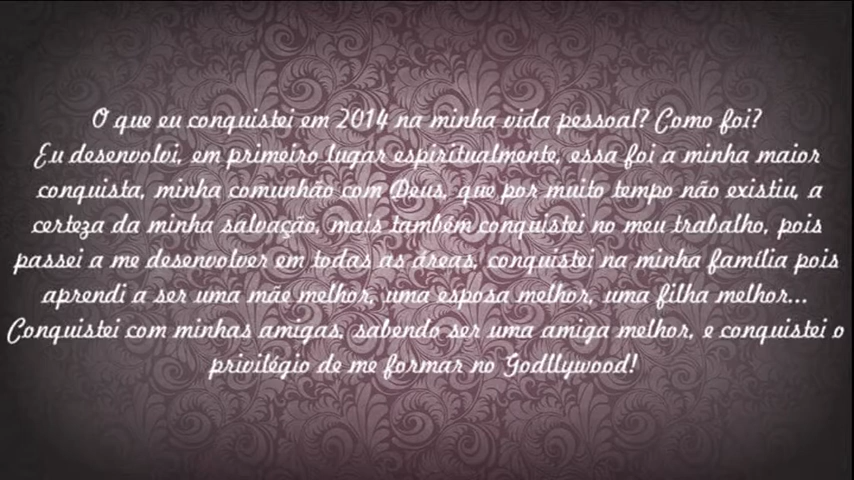 O que eu conquistei em 2014 na minha vida pessoal? Como foi?
Eu desenvolvi, em primeiro lugar espiritualmente, essa foi a minha maior
conquista, minha comunhão com Deus, que por muito tempo não existiu, a
certeza da minha salvação, mais também conquistei no meu trabalho, pois
passei a me desenvolver em todas as áreas, conquistei na minha família pois
aprendi a ser uma mãe melhor, uma esposa melhor, uma filha melhor...
Conquistei com minhas amigas, sabendo ser uma amiga melhor, e conquistei o
privilégio de me formar no Godllywood!